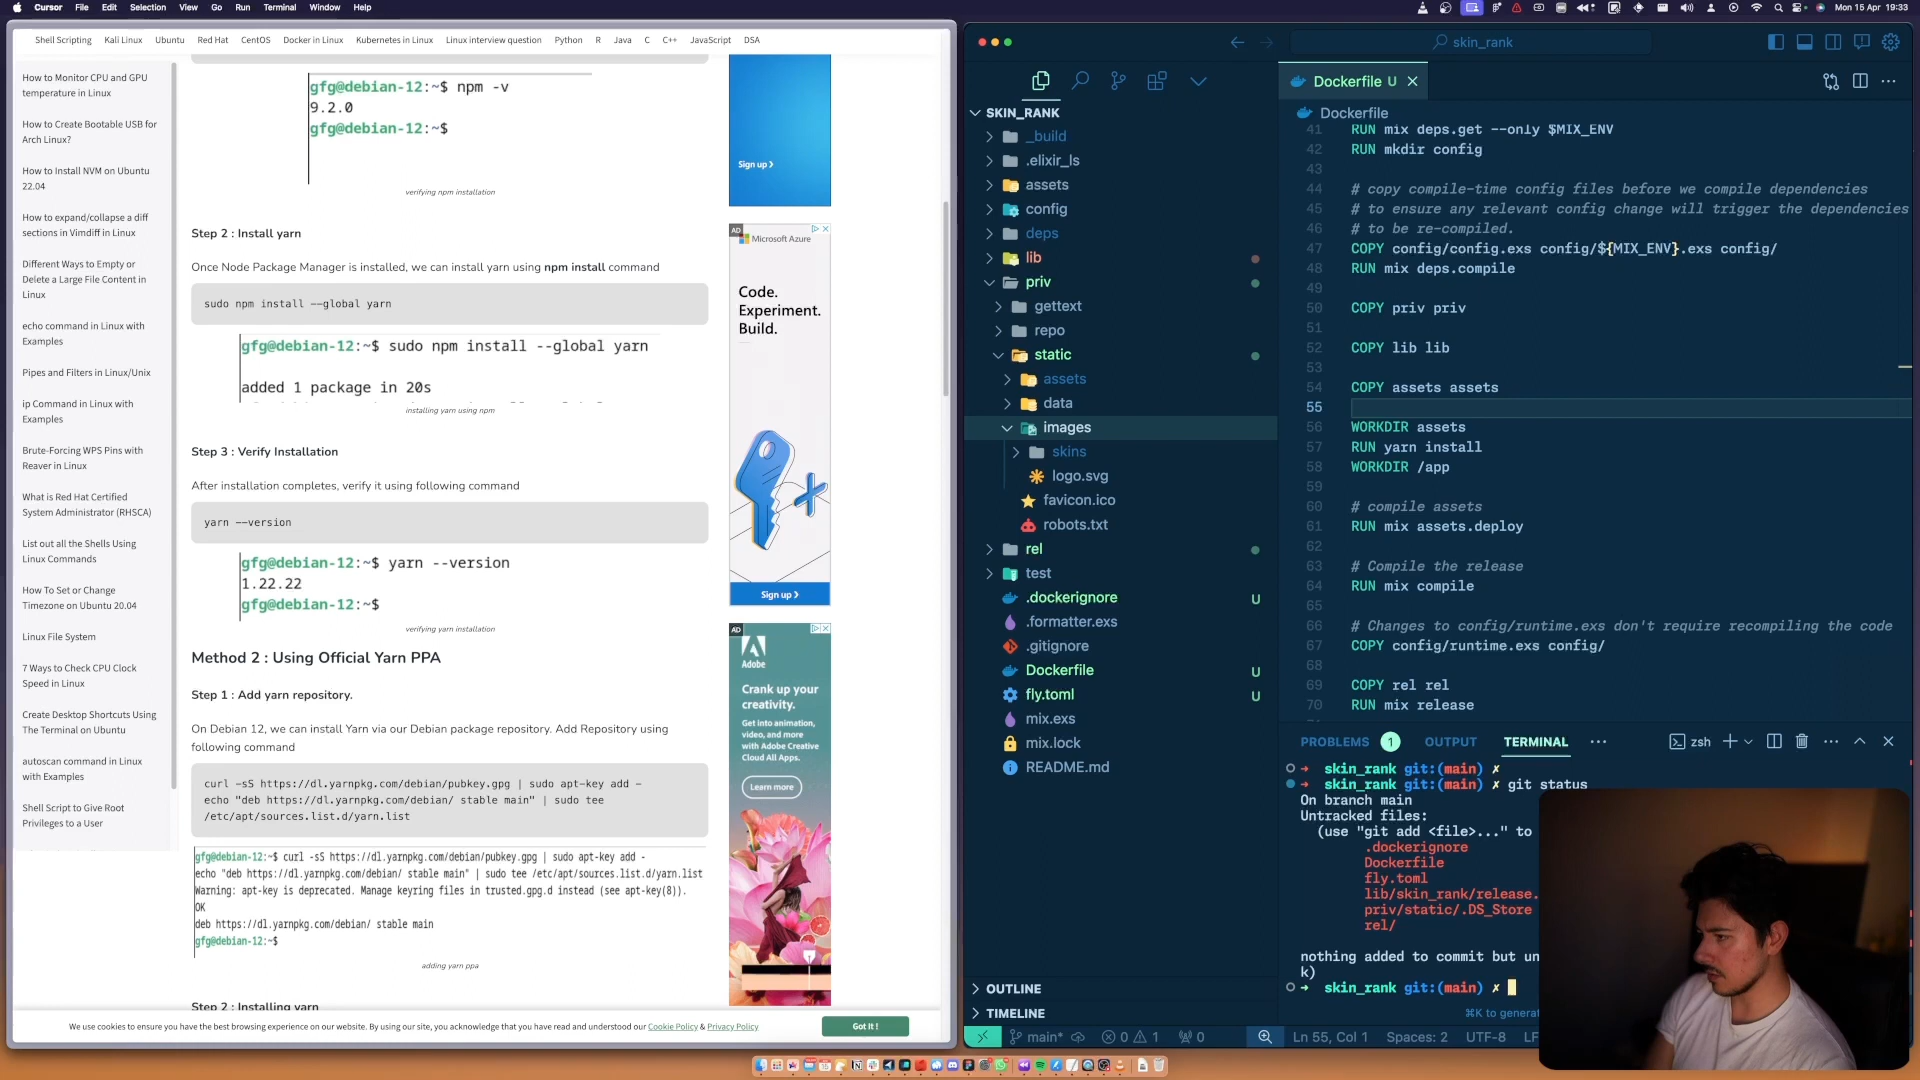 Cursor File Edit Selection View Go Run Terminal Window Help
Mon 15 Apr 19:33
Shell Scripting Kali Linux Ubuntu Red Hat CentOS Docker in Linux Kubernetes in Linux Linux interview question Python R Java C C++ JavaScript DSA
How to Monitor CPU and GPU
temperature in Linux
How to Create Bootable USB for
Arch Linux?
How to Install NVM on Ubuntu
22.04
How to expand/collapse a diff
sections in Vimdiff in Linux
Different Ways to Empty or
Delete a Large File Content in
Linux
echo command in Linux with
Examples
Pipes and Filters in Linux/Unix
ip Command in Linux with
Examples
Brute-Forcing WPS Pins with
Reaver in Linux
What is Red Hat Certified
System Administrator (RHSCA)
List out all the Shells Using
Linux Commands
How To Set or Change
Timezone on Ubuntu 20.04
Linux File System
7 Ways to Check CPU Clock
Speed in Linux
Create Desktop Shortcuts Using
The Terminal on Ubuntu
autoscan command in Linux
with Examples
Shell Script to Give Root
Privileges to a User
gfg@debian-12:~$ npm -v
9.2.0
gfg@debian-12:~$
verifying npm installation
Step 2 : Install yarn
Once Node Package Manager is installed, we can install yarn using npm install command
sudo npm install --global yarn
gfg@debian-12:~$ sudo npm install --global yarn
added 1 package in 20s
installing yarn using npm
Step 3 : Verify Installation
After installation completes, verify it using following command
yarn --version
gfg@debian-12:~$ yarn --version
1.22.22
gfg@debian-12:~$
verifying yarn installation
Method 2 : Using Official Yarn PPA
Step 1 : Add yarn repository.
On Debian 12, we can install Yarn via our Debian package repository. Add Repository using
following command
curl -sS https://dl.yarnpkg.com/debian/pubkey.gpg | sudo apt-key add -
echo "deb https://dl.yarnpkg.com/debian/ stable main" | sudo tee
/etc/apt/sources.list.d/yarn.list
gfg@debian-12:~$ curl -sS https://dl.yarnpkg.com/debian/pubkey.gpg | sudo apt-key add -
echo "deb https://dl.yarnpkg.com/debian/ stable main" | sudo tee /etc/apt/sources.list.d/yarn.list
Warning: apt-key is deprecated. Manage keyring files in trusted.gpg.d instead (see apt-key(8)).
OK
deb https://dl.yarnpkg.com/debian/ stable main
gfg@debian-12:~$
adding yarn ppa
Step 2 : Installing yarn
Sign up >
AD
Microsoft Azure
Code.
Experiment.
Build.
Sign up >
AD
Adobe
Crank up your
creativity.
Get into animation,
video, and more
with Adobe Creative
Cloud All Apps.
Learn more
We use cookies to ensure you have the best browsing experience on our website. By using our site, you acknowledge that you have read and understood our Cookie Policy & Privacy Policy
Got It !
skin_rank
SKIN_RANK
_build
.elixir_ls
assets
config
deps
lib
priv
gettext
repo
static
assets
data
images
skins
logo.svg
favicon.ico
robots.txt
rel
test
.dockerignore U
.formatter.exs
.gitignore
Dockerfile U
fly.toml U
mix.exs
mix.lock
README.md
OUTLINE
TIMELINE
Dockerfile U
Dockerfile
41 RUN mix deps.get --only $MIX_ENV
42 RUN mkdir config
43
44 # copy compile-time config files before we compile dependencies
45 # to ensure any relevant config change will trigger the dependencies
46 # to be re-compiled.
47 COPY config/config.exs config/${MIX_ENV}.exs config/
48 RUN mix deps.compile
49
50 COPY priv priv
51
52 COPY lib lib
53
54 COPY assets assets
55
56 WORKDIR assets
57 RUN yarn install
58 WORKDIR /app
59
60 # compile assets
61 RUN mix assets.deploy
62
63 # Compile the release
64 RUN mix compile
65
66 # Changes to config/runtime.exs don't require recompiling the code
67 COPY config/runtime.exs config/
68
69 COPY rel rel
70 RUN mix release
PROBLEMS 1 OUTPUT TERMINAL zsh
skin_rank git:(main) ✗
skin_rank git:(main) ✗ git status
On branch main
Untracked files:
(use "git add <file>..." to
.dockerignore
Dockerfile
fly.toml
lib/skin_rank/release.
priv/static/.DS_Store
rel/
nothing added to commit but un
k)
skin_rank git:(main) ✗
⌘K to generat
main* 0 1 0 Ln 55, Col 1 Spaces: 2 UTF-8 LF